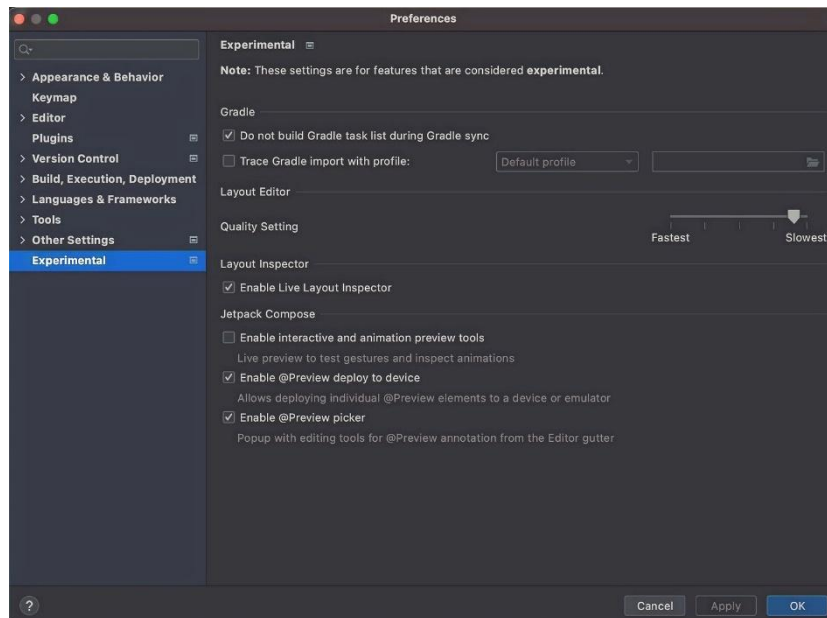 Preferences
Appearance & Behavior
Keymap
Editor
Plugins
Version Control
Build, Execution, Deployment
Languages & Frameworks
Tools
Other Settings
Experimental
Experimental
Note: These settings are for features that are considered experimental.
Gradle
Do not build Gradle task list during Gradle sync
Trace Gradle import with profile: Default profile
Layout Editor
Quality Setting
Fastest Slowest
Layout Inspector
Enable Live Layout Inspector
Jetpack Compose
Enable interactive and animation preview tools
Live preview to test gestures and inspect animations
Enable @Preview deploy to device
Allows deploying individual @Preview elements to a device or emulator
Enable @Preview picker
Popup with editing tools for @Preview annotation from the Editor gutter
? Cancel Apply OK